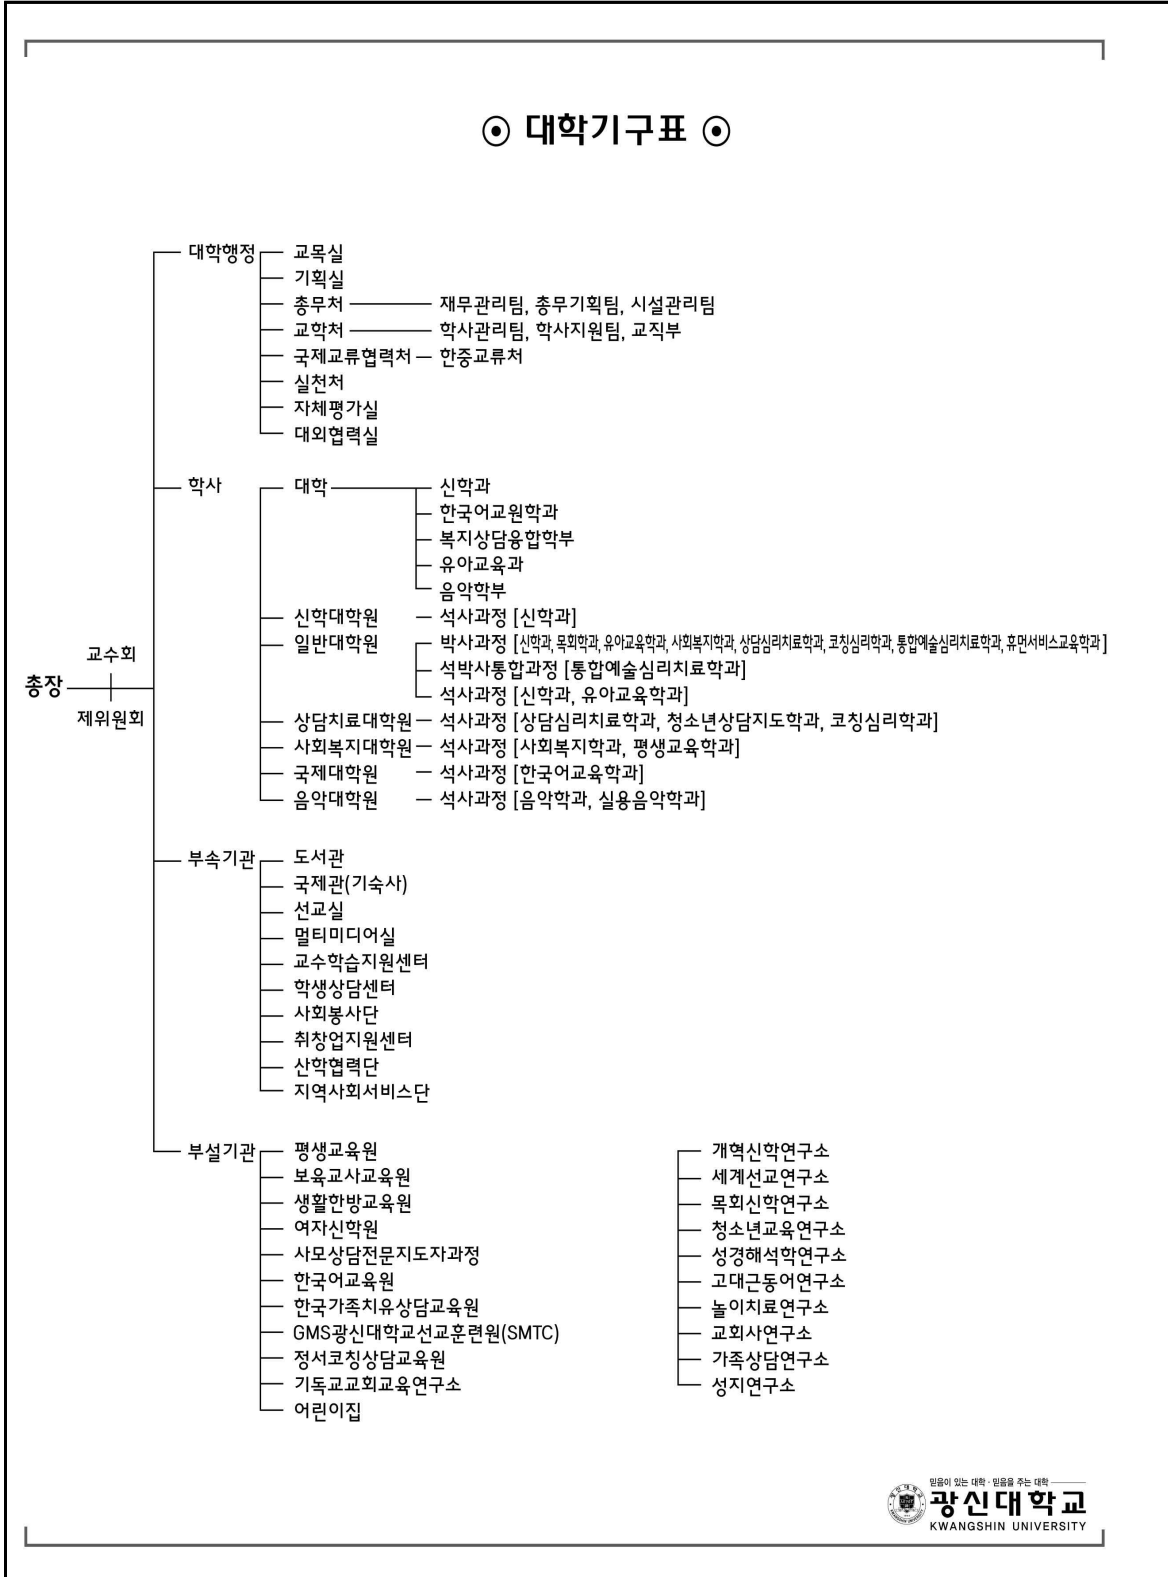 ⊙ 대학기구표 ⊙
대학행정
교목실
기획실
총무처
재무관리팀, 총무기획팀, 시설관리팀
교학처
학사관리팀, 학사지원팀, 교직부
국제교류협력처
한중교류처
실천처
자체평가실
대외협력실
학사
대학
신학과
한국어교원학과
복지상담융합학부
유아교육과
음악학부
신학대학원
석사과정 [신학과]
일반대학원
박사과정 [신학과, 목회학과, 유아교육학과, 사회복지학과, 상담심리치료학과, 코칭심리학과, 통합예술심리치료학과, 휴먼서비스교육학과]
석박사통합과정 [통합예술심리치료학과]
석사과정 [신학과, 유아교육학과]
교수회
총장
제위원회
상담치료대학원
석사과정 [상담심리치료학과, 청소년상담지도학과, 코칭심리학과]
사회복지대학원
석사과정 [사회복지학과, 평생교육학과]
국제대학원
석사과정 [한국어교육학과]
음악대학원
석사과정 [음악학과, 실용음악학과]
부속기관
도서관
국제관(기숙사)
선교실
멀티미디어실
교수학습지원센터
학생상담센터
사회봉사단
취창업지원센터
산학협력단
지역사회서비스단
부설기관
평생교육원
보육교사교육원
생활한방교육원
여자신학원
사모상담전문지도자과정
한국어교육원
한국가족치유상담교육원
GMS광신대학교선교훈련원(SMTC)
정서코칭상담교육원
기독교교회교육연구소
어린이집
개혁신학연구소
세계선교연구소
목회신학연구소
청소년교육연구소
성경해석학연구소
고대근동어연구소
놀이치료연구소
교회사연구소
가족상담연구소
성지연구소
믿음이 있는 대학 · 믿음을 주는 대학
광신대학교
KWANGSHIN UNIVERSITY